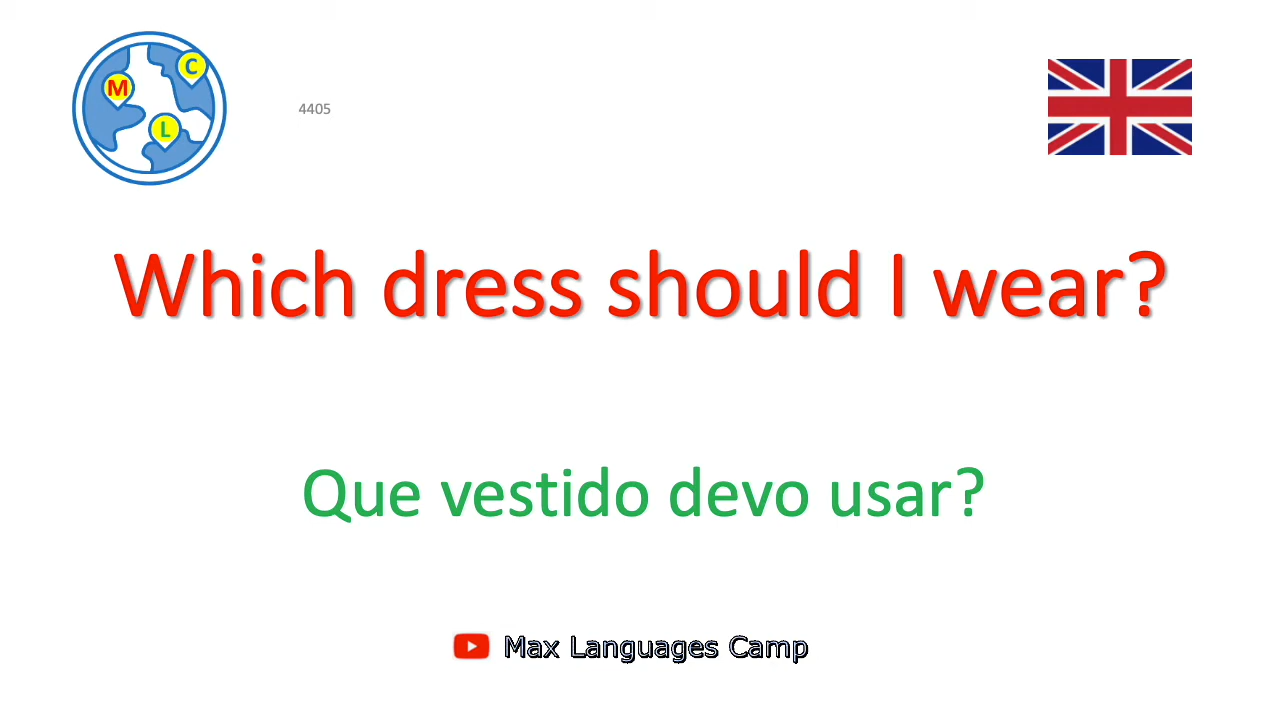 M
C
L
4405
Which dress should I wear?
Que vestido devo usar?
Max Languages Camp